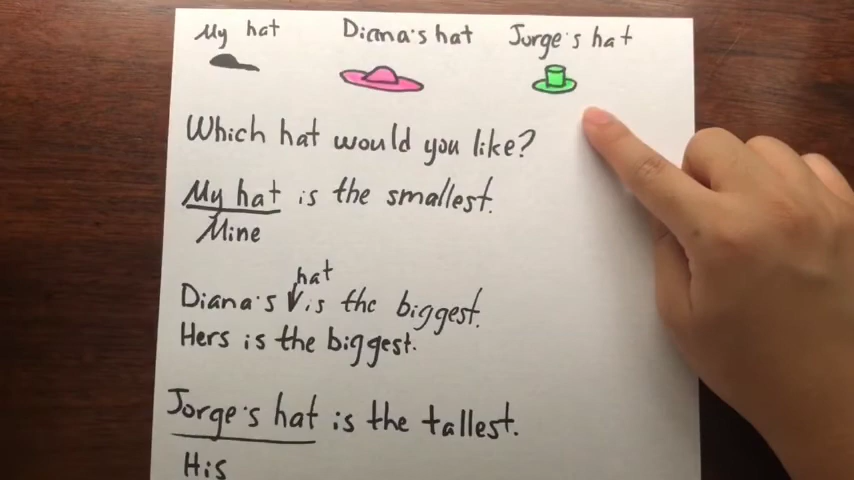 My hat Diana's hat Jorge's hat
Which hat would you like?
My hat is the smallest.
Mine
hat
Diana's is the biggest.
Hers is the biggest.
Jorge's hat is the tallest.
His